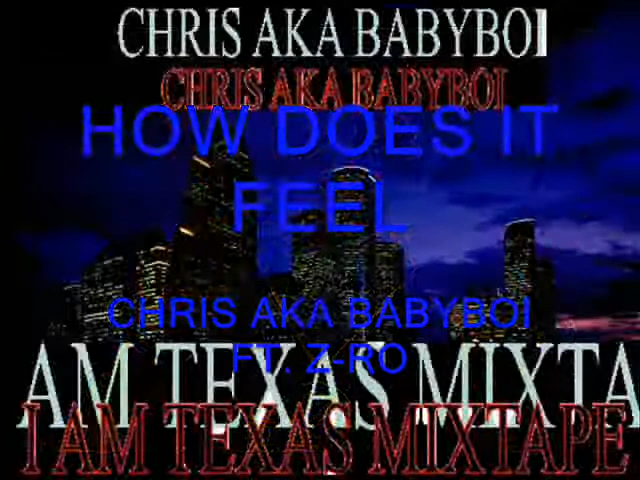 CHRIS AKA BABYBOI
CHRIS AKA BABYBOI
HOW DOES IT
FEEL
CHRIS AKA BABYBOI
FT. Z-RO
AM TEXAS MIXTA
I AM TEXAS MIXTAPE